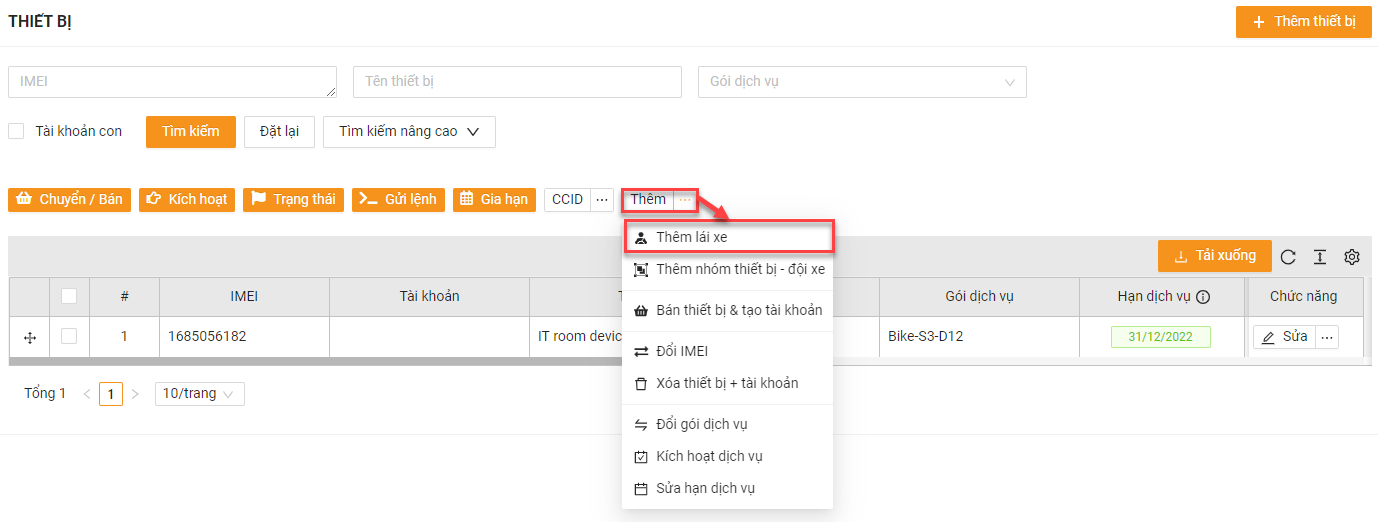 THIẾT BỊ
Thêm thiết bị
IMEI
Tên thiết bị
Gói dịch vụ
Tài khoản con
Tìm kiếm
Đặt lại
Tìm kiếm nâng cao
Chuyển / Bán
Kích hoạt
Trạng thái
Gửi lệnh
Gia hạn
CCID
Thêm
Thêm lái xe
Thêm nhóm thiết bị - đội xe
Bán thiết bị & tạo tài khoản
Đổi IMEI
Xóa thiết bị + tài khoản
Đổi gói dịch vụ
Kích hoạt dịch vụ
Sửa hạn dịch vụ
Tải xuống
# IMEI Tài khoản Gói dịch vụ Hạn dịch vụ Chức năng
1 1685056182 IT room devic Bike-S3-D12 31/12/2022 Sửa
Tổng 1 1 10/trang